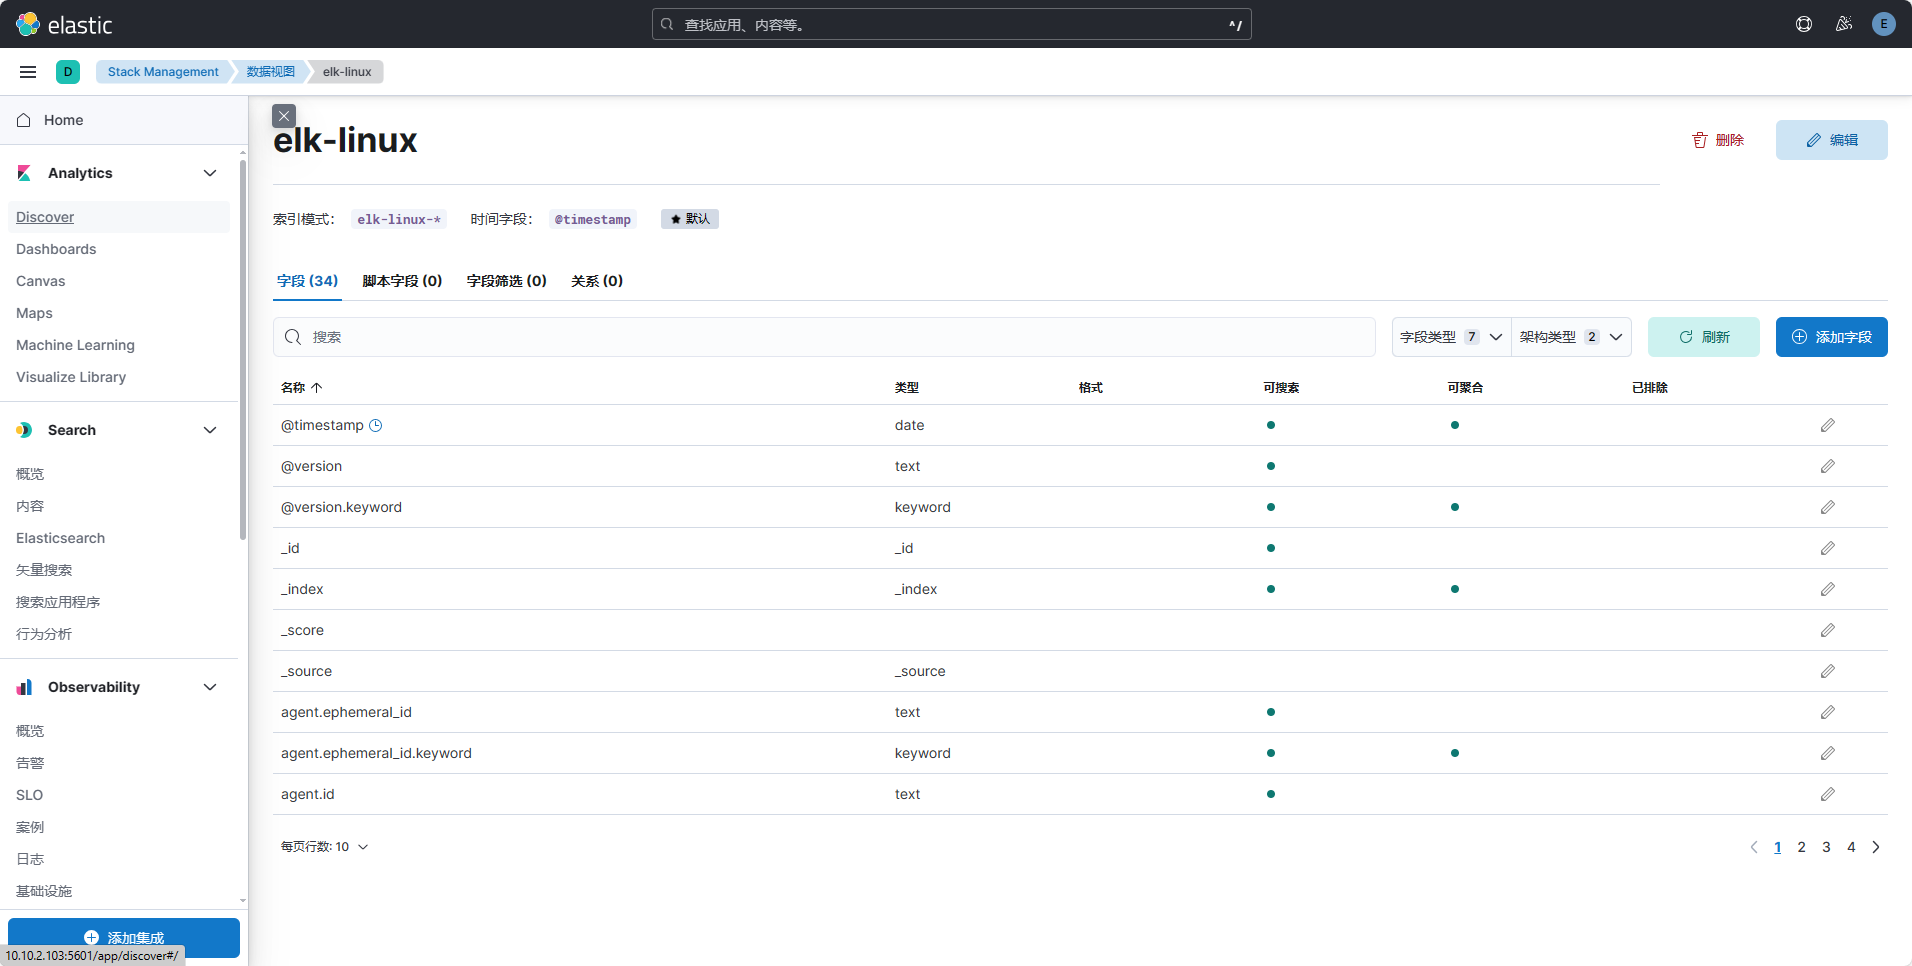 elastic
查找应用、内容等。
^/
E
D
Stack Management
数据视图
elk-linux
Home
Analytics
Discover
Dashboards
Canvas
Maps
Machine Learning
Visualize Library
Search
概览
内容
Elasticsearch
矢量搜索
搜索应用程序
行为分析
Observability
概览
告警
SLO
案例
日志
基础设施
添加集成
10.10.2.103:5601/app/discover#/
elk-linux
删除
编辑
索引模式： elk-linux-* 时间字段： @timestamp ★ 默认
字段 (34) 脚本字段 (0) 字段筛选 (0) 关系 (0)
搜索
字段类型 7
架构类型 2
刷新
添加字段
名称 类型 格式 可搜索 可聚合 已排除
@timestamp date
@version text
@version.keyword keyword
_id _id
_index _index
_score
_source _source
agent.ephemeral_id text
agent.ephemeral_id.keyword keyword
agent.id text
每页行数: 10
1 2 3 4